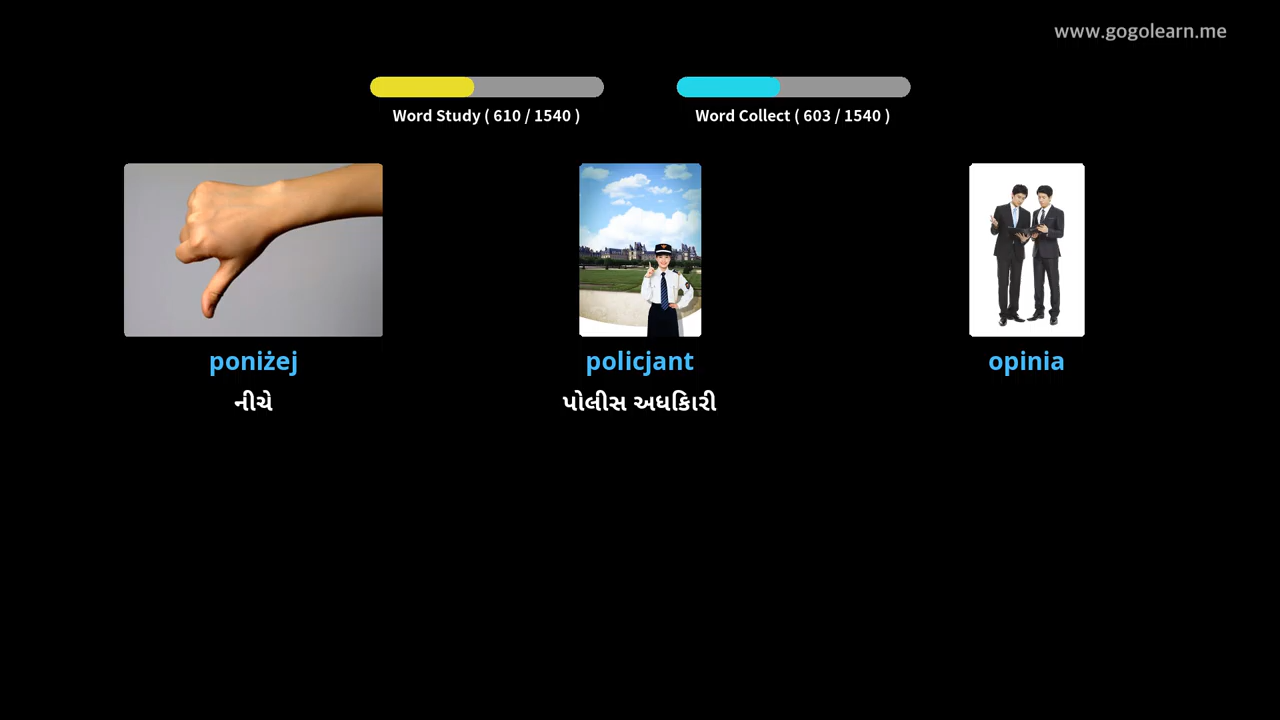 www.gogolearn.me
Word Study ( 610 / 1540 )
Word Collect ( 603 / 1540 )
poniżej
policjant
opinia
નીચે
પોલીસ અધિકારી